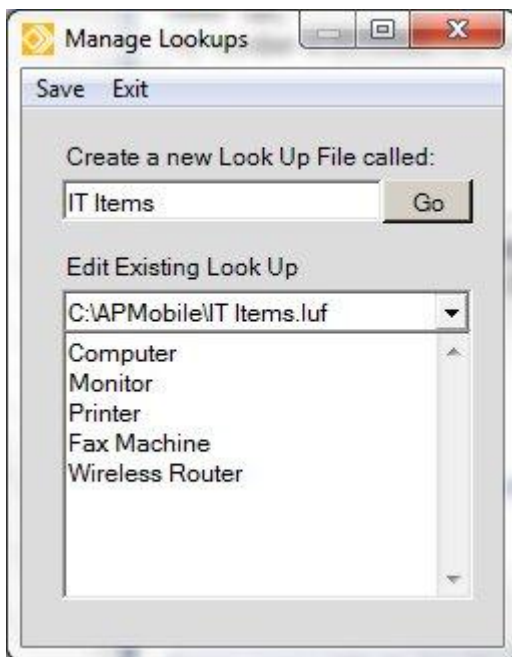 Manage Lookups
Save Exit
Create a new Look Up File called:
IT Items Go
Edit Existing Look Up
C:\APMobile\IT Items.luf
Computer
Monitor
Printer
Fax Machine
Wireless Router